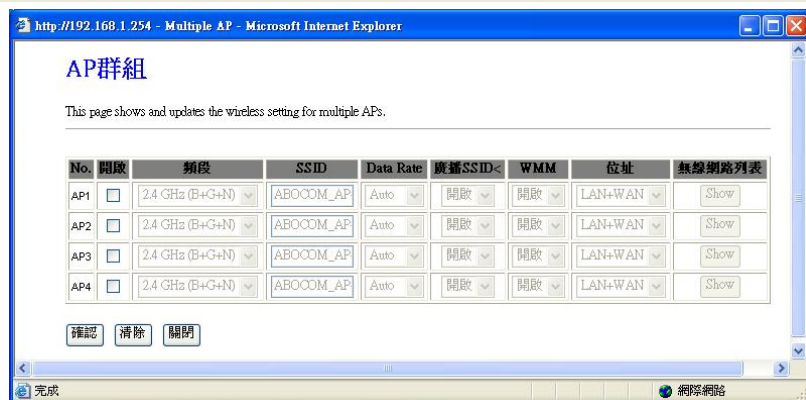 http://192.168.1.254 - Multiple AP - Microsoft Internet Explorer
AP群組
This page shows and updates the wireless setting for multiple APs.
No. 開啟 頻段 SSID Data Rate 廣播SSID< WMM 位址 無線網路列表
AP1 2.4 GHz (B+G+N) ABOCOM_AP Auto 開啟 開啟 LAN+WAN Show
AP2 2.4 GHz (B+G+N) ABOCOM_AP Auto 開啟 開啟 LAN+WAN Show
AP3 2.4 GHz (B+G+N) ABOCOM_AP Auto 開啟 開啟 LAN+WAN Show
AP4 2.4 GHz (B+G+N) ABOCOM_AP Auto 開啟 開啟 LAN+WAN Show
確認 清除 關閉
完成 網際網路